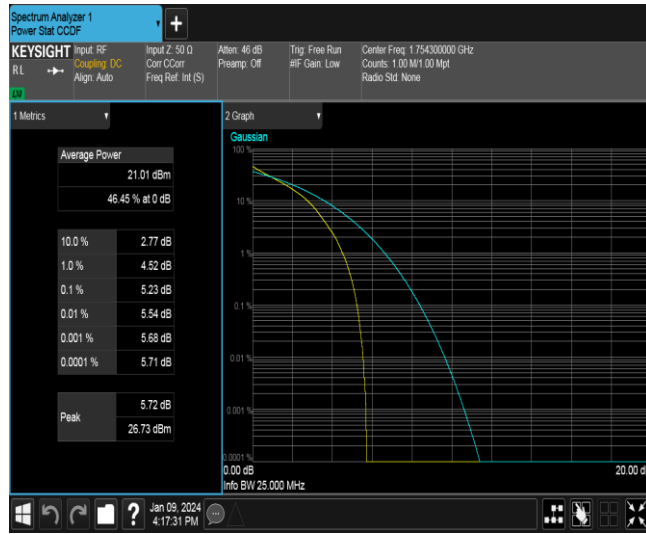 Spectrum Analyzer 1
Power Stat CCDF
+
KEYSIGHT
RL
LXI
Input: RF
Coupling: DC
Align: Auto
Input Z: 50 Ω
Corr CCorr
Freq Ref: Int (S)
Atten: 46 dB
Preamp: Off
Trig: Free Run
#IF Gain: Low
Center Freq: 1.754300000 GHz
Counts: 1.00 M/1.00 Mpt
Radio Std: None
1 Metrics
Average Power
21.01 dBm
46.45 % at 0 dB
10.0 % 2.77 dB
1.0 % 4.52 dB
0.1 % 5.23 dB
0.01 % 5.54 dB
0.001 % 5.68 dB
0.0001 % 5.71 dB
Peak
5.72 dB
26.73 dBm
2 Graph
Gaussian
100 %
10 %
1 %
0.1 %
0.01 %
0.001 %
0.0001 %
0.00 dB
20.00 d
Info BW 25.000 MHz
?
Jan 09, 2024
4:17:31 PM